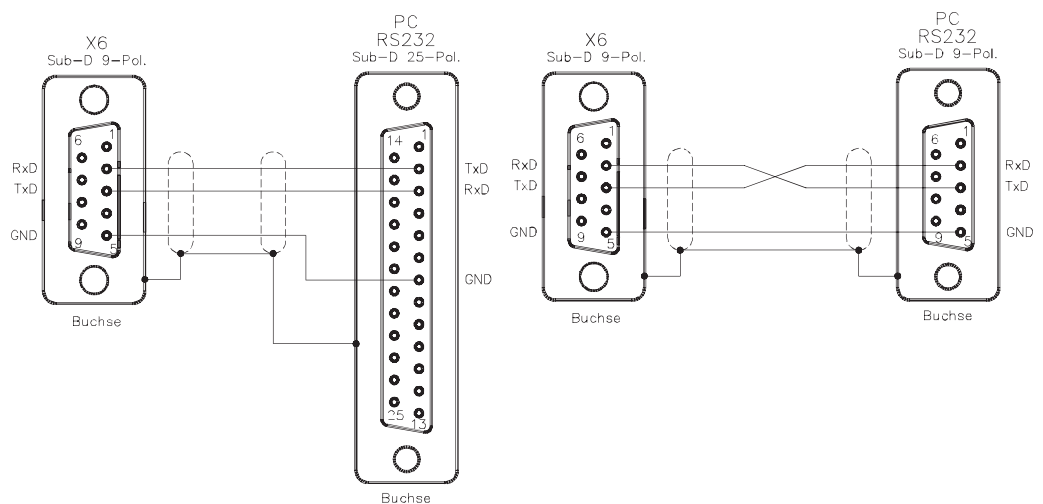 X6
Sub-D 9-Pol.
6
1
RxD
TxD
GND
9
5
Buchse
PC
RS232
Sub-D 25-Pol.
14
1
TxD
RxD
GND
25
13
Buchse
X6
Sub-D 9-Pol.
6
1
RxD
TxD
GND
9
5
Buchse
PC
RS232
Sub-D 9-Pol.
6
1
RxD
TxD
GND
9
5
Buchse